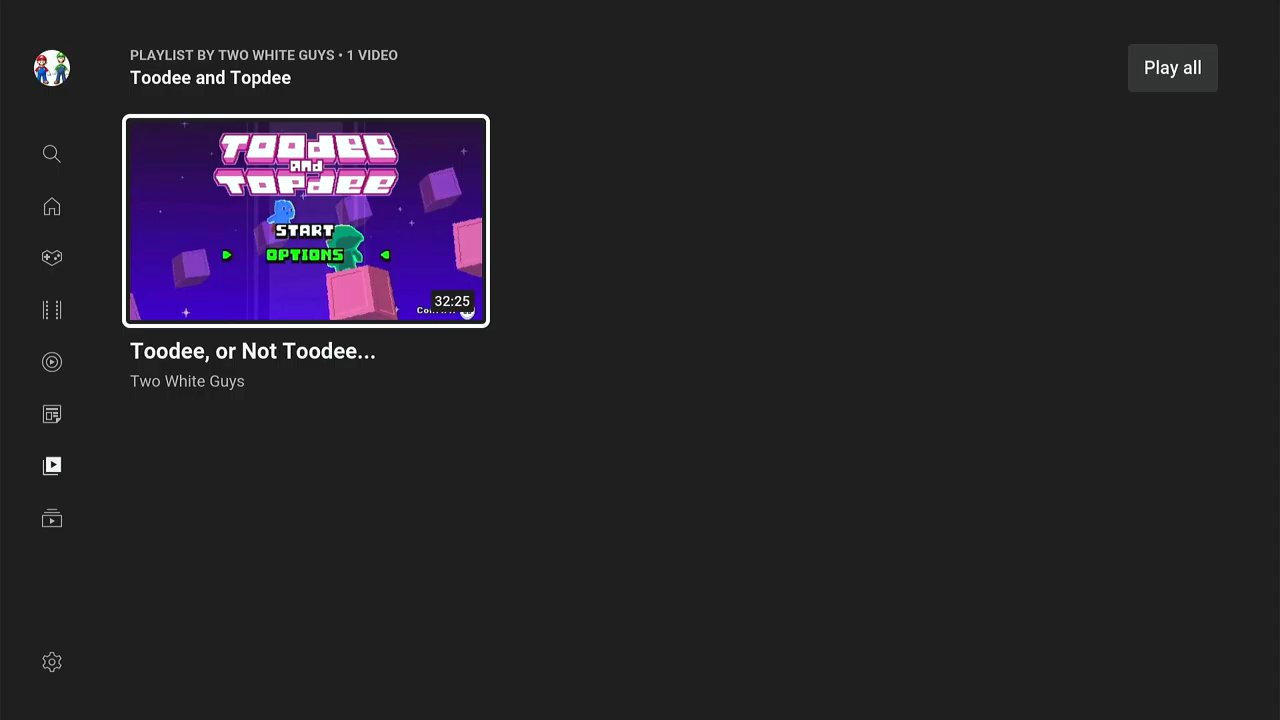 PLAYLIST BY TWO WHITE GUYS • 1 VIDEO
Toodee and Topdee
Play all
TOODEE
AND
TOPDEE
START
OPTIONS
32:25
Toodee, or Not Toodee...
Two White Guys